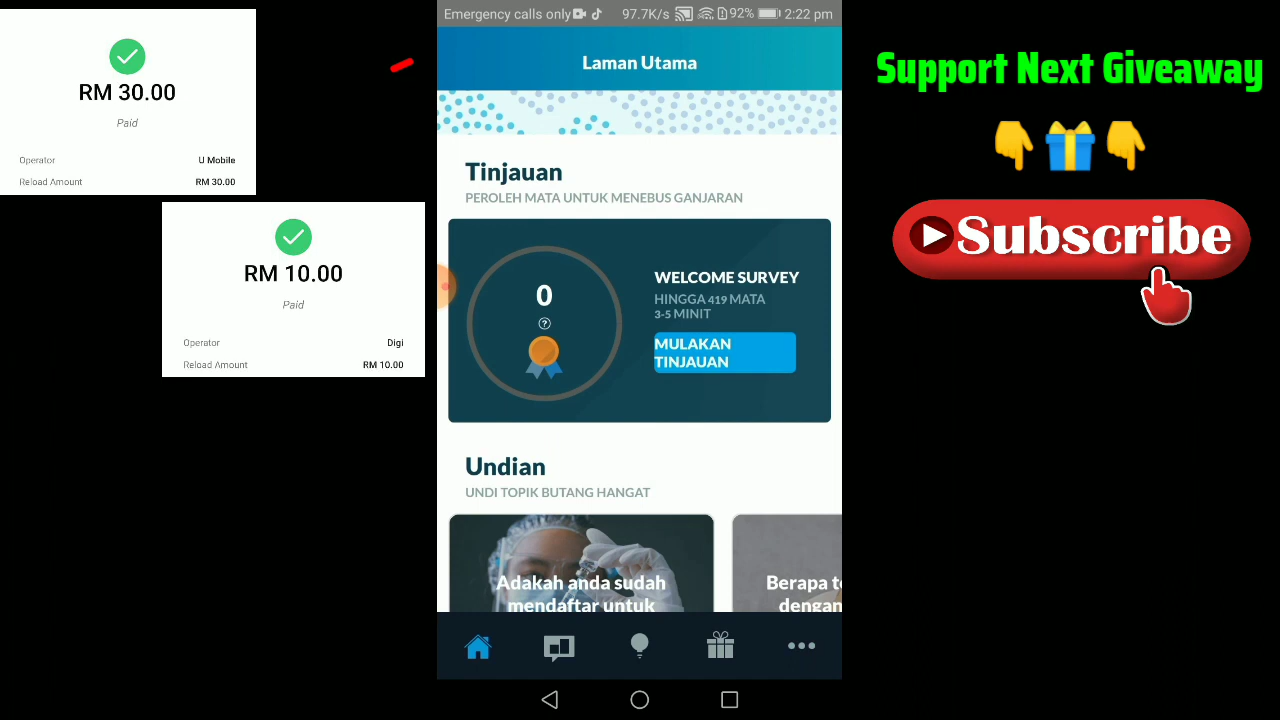 RM 30.00
Paid
Operator U Mobile
Reload Amount RM 30.00
RM 10.00
Paid
Operator Digi
Reload Amount RM 10.00
Emergency calls only 97.7K/s 92% 2:22 pm
Laman Utama
Tinjauan
PEROLEH MATA UNTUK MENEBUS GANJARAN
0
?
WELCOME SURVEY
HINGGA 419 MATA
3-5 MINIT
MULAKAN
TINJAUAN
Undian
UNDI TOPIK BUTANG HANGAT
Adakah anda sudah
mendaftar untuk
Berapa
dengan
Support Next Giveaway
Subscribe